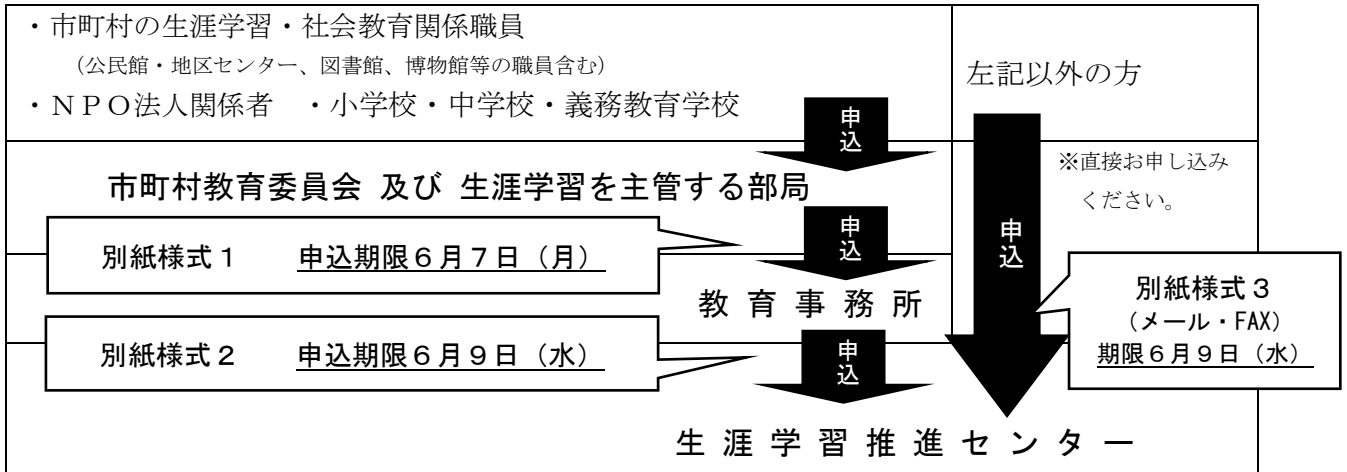 ・市町村の生涯学習・社会教育関係職員
（公民館・地区センター、図書館、博物館等の職員含む）
・ＮＰＯ法人関係者　・小学校・中学校・義務教育学校
左記以外の方
申込
※直接お申し込み
ください。
市町村教育委員会 及び 生涯学習を主管する部局
別紙様式１　　申込期限６月７日（月）
申込
申込
教 育 事 務 所
別紙様式３
（メール・FAX）
期限６月９日（水）
別紙様式２　　申込期限６月９日（水）
申込
生 涯 学 習 推 進 セ ン タ ー